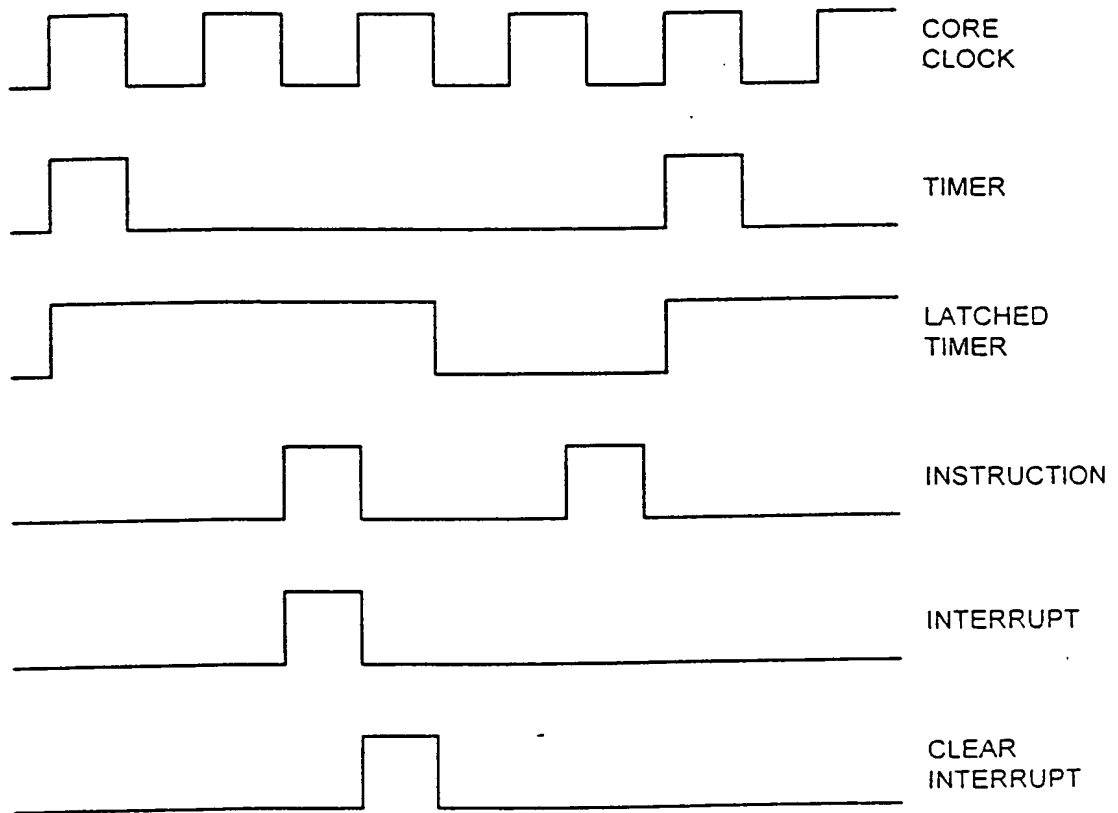 CORE
CLOCK
TIMER
LATCHED
TIMER
INSTRUCTION
INTERRUPT
CLEAR
INTERRUPT